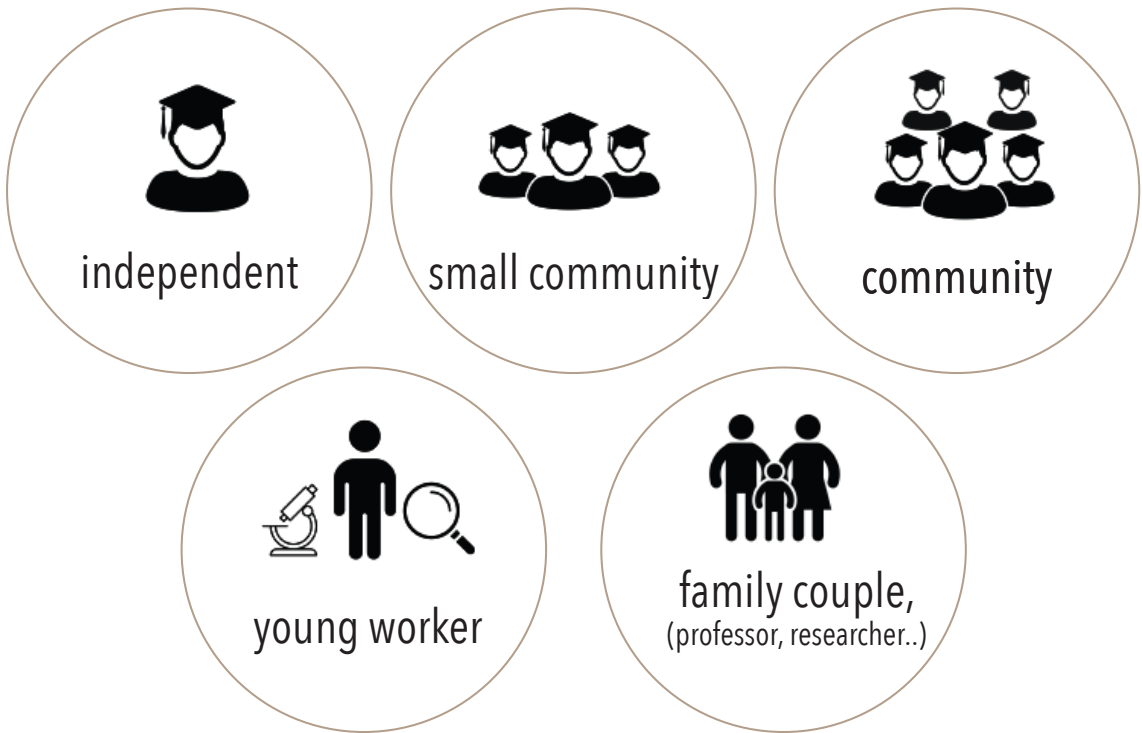 independent
small community
community
young worker
family couple,
(professor, researcher..)